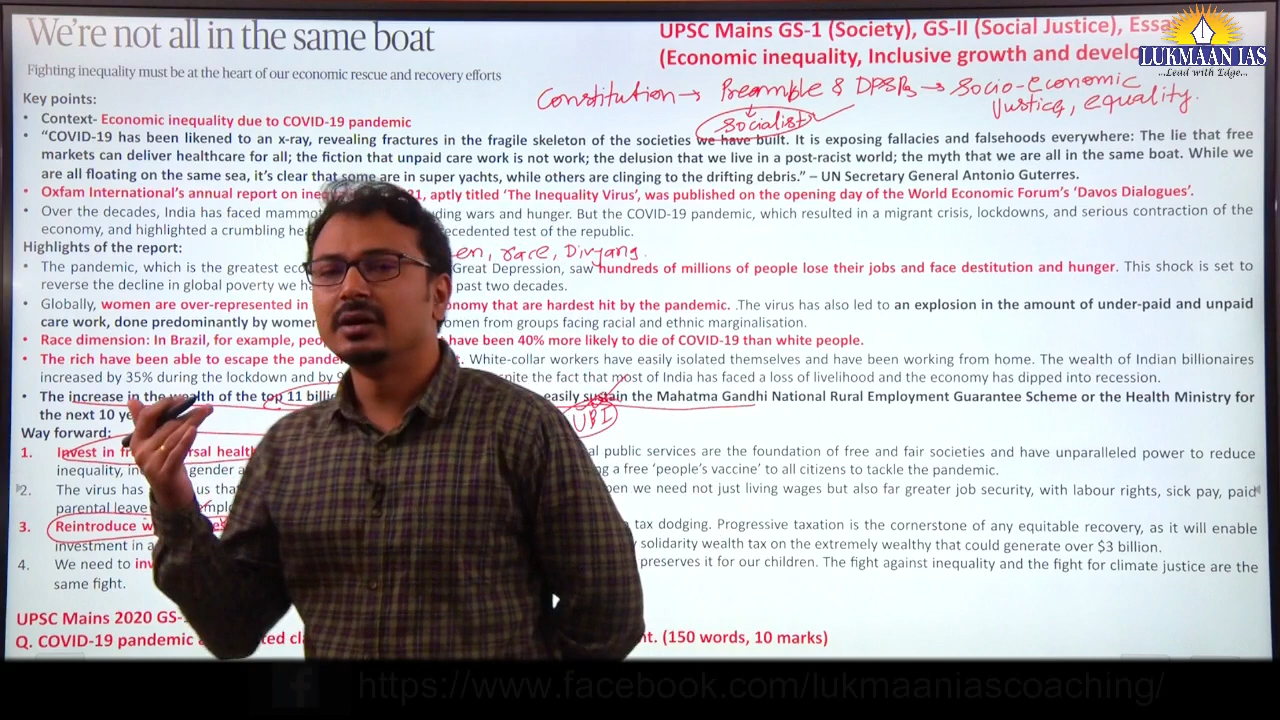 We're not all in the same boat
Fighting inequality must be at the heart of our economic rescue and recovery efforts
UPSC Mains GS-1 (Society), GS-II (Social Justice), Essa
(Economic inequality, Inclusive growth and develo
LUKMAAN IAS
...Lead with Edge...
Constitution → Preamble & DPSPs → Socio-economic
Justice, equality.
Socialist
Key points:
• Context- Economic inequality due to COVID-19 pandemic
• “COVID-19 has been likened to an x-ray, revealing fractures in the fragile skeleton of the societies we have built. It is exposing fallacies and falsehoods everywhere: The lie that free
markets can deliver healthcare for all; the fiction that unpaid care work is not work; the delusion that we live in a post-racist world; the myth that we are all in the same boat. While we
are all floating on the same sea, it’s clear that some are in super yachts, while others are clinging to the drifting debris.” – UN Secretary General Antonio Guterres.
• Oxfam International’s annual report on ineq 21, aptly titled ‘The Inequality Virus’, was published on the opening day of the World Economic Forum’s ‘Davos Dialogues’.
• Over the decades, India has faced mammot ding wars and hunger. But the COVID-19 pandemic, which resulted in a migrant crisis, lockdowns, and serious contraction of the
economy, and highlighted a crumbling hea ecedented test of the republic.
Highlights of the report: en, race, Divyang.
• The pandemic, which is the greatest eco Great Depression, saw hundreds of millions of people lose their jobs and face destitution and hunger. This shock is set to
reverse the decline in global poverty we h past two decades.
• Globally, women are over-represented in onomy that are hardest hit by the pandemic. .The virus has also led to an explosion in the amount of under-paid and unpaid
care work, done predominantly by women omen from groups facing racial and ethnic marginalisation.
• Race dimension: In Brazil, for example, peo have been 40% more likely to die of COVID-19 than white people.
• The rich have been able to escape the pande t. White-collar workers have easily isolated themselves and have been working from home. The wealth of Indian billionaires
increased by 35% during the lockdown and by 9 spite the fact that most of India has faced a loss of livelihood and the economy has dipped into recession.
• The increase in the wealth of the top 11 billi easily sustain the Mahatma Gandhi National Rural Employment Guarantee Scheme or the Health Ministry for
the next 10 ye
UBI
Way forward:
1. Invest in fr rsal healt al public services are the foundation of free and fair societies and have unparalleled power to reduce
inequality, in gender a g a free ‘people’s vaccine’ to all citizens to tackle the pandemic.
2. The virus has us tha en we need not just living wages but also far greater job security, with labour rights, sick pay, paid
parental leave empl
3. Reintroduce w tax dodging. Progressive taxation is the cornerstone of any equitable recovery, as it will enable
investment in a solidarity wealth tax on the extremely wealthy that could generate over $3 billion.
4. We need to inv preserves it for our children. The fight against inequality and the fight for climate justice are the
same fight.
UPSC Mains 2020 GS-
Q. COVID-19 pandemic a ted cla t. (150 words, 10 marks)
https://www.facebook.com/lukmaaniascoaching/